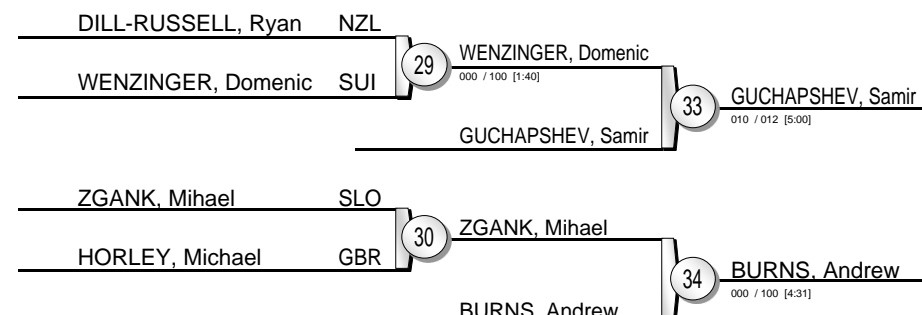 DILL-RUSSELL, Ryan NZL
WENZINGER, Domenic SUI
29
WENZINGER, Domenic
000 / 100 [1:40]
GUCHAPSHEV, Samir
33
GUCHAPSHEV, Samir
010 / 012 [5:00]
ZGANK, Mihael SLO
HORLEY, Michael GBR
30
ZGANK, Mihael
BURNS, Andrew
34
BURNS, Andrew
000 / 100 [4:31]